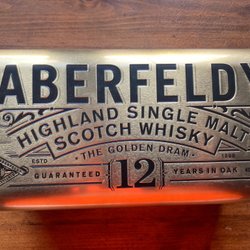 ABERFELDY
HIGHLAND SINGLE MALT
SCOTCH WHISKY
ESTD · THE GOLDEN DRAM · 1898
GUARANTEED 12 YEARS IN OAK